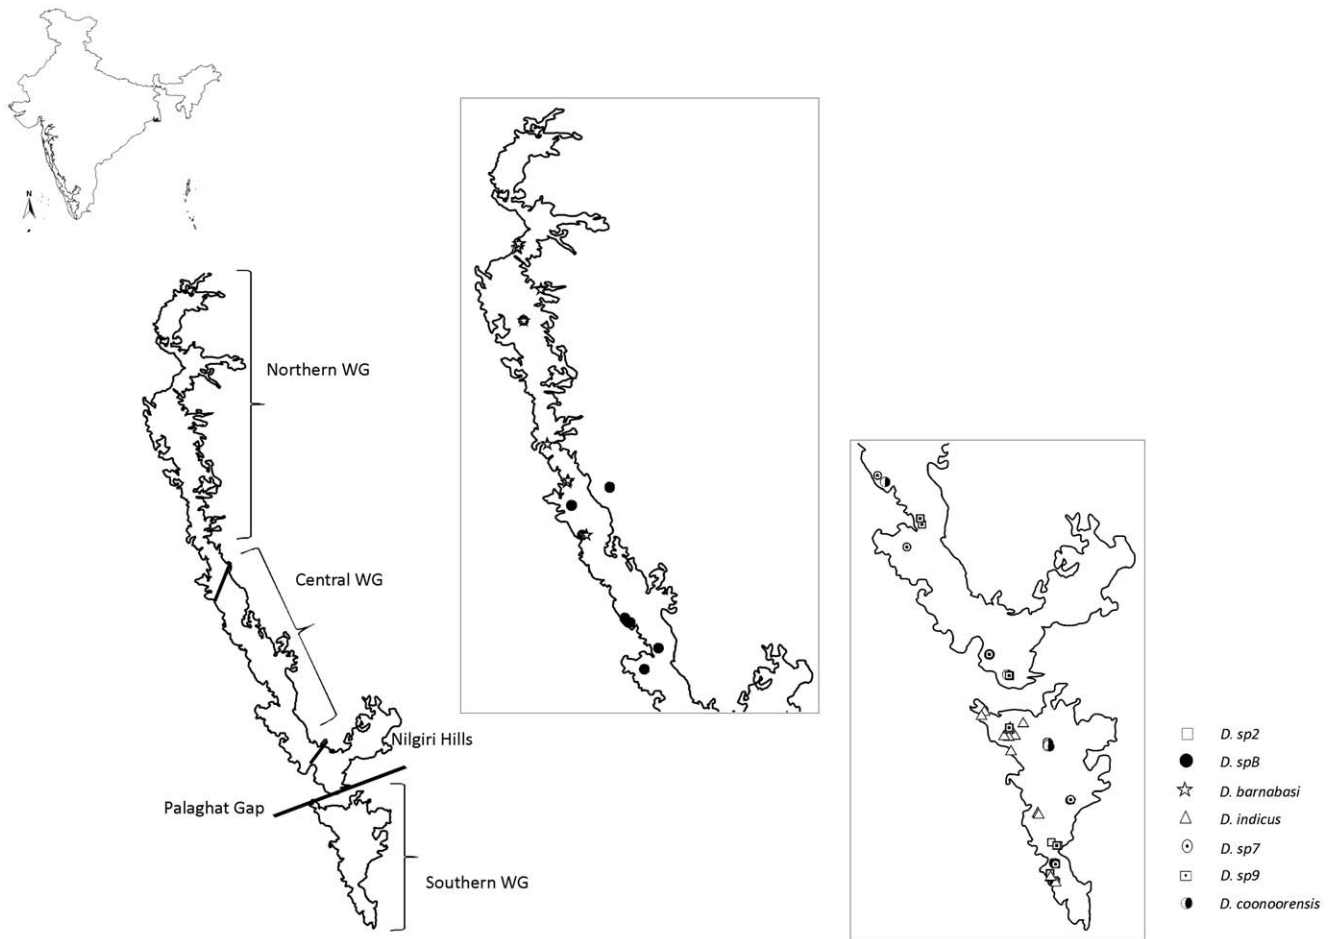 N
Northern WG
Central WG
Nilgiri Hills
Palaghat Gap
Southern WG
D. sp2
D. spB
D. barnabasi
D. indicus
D. sp7
D. sp9
D. coonoorensis